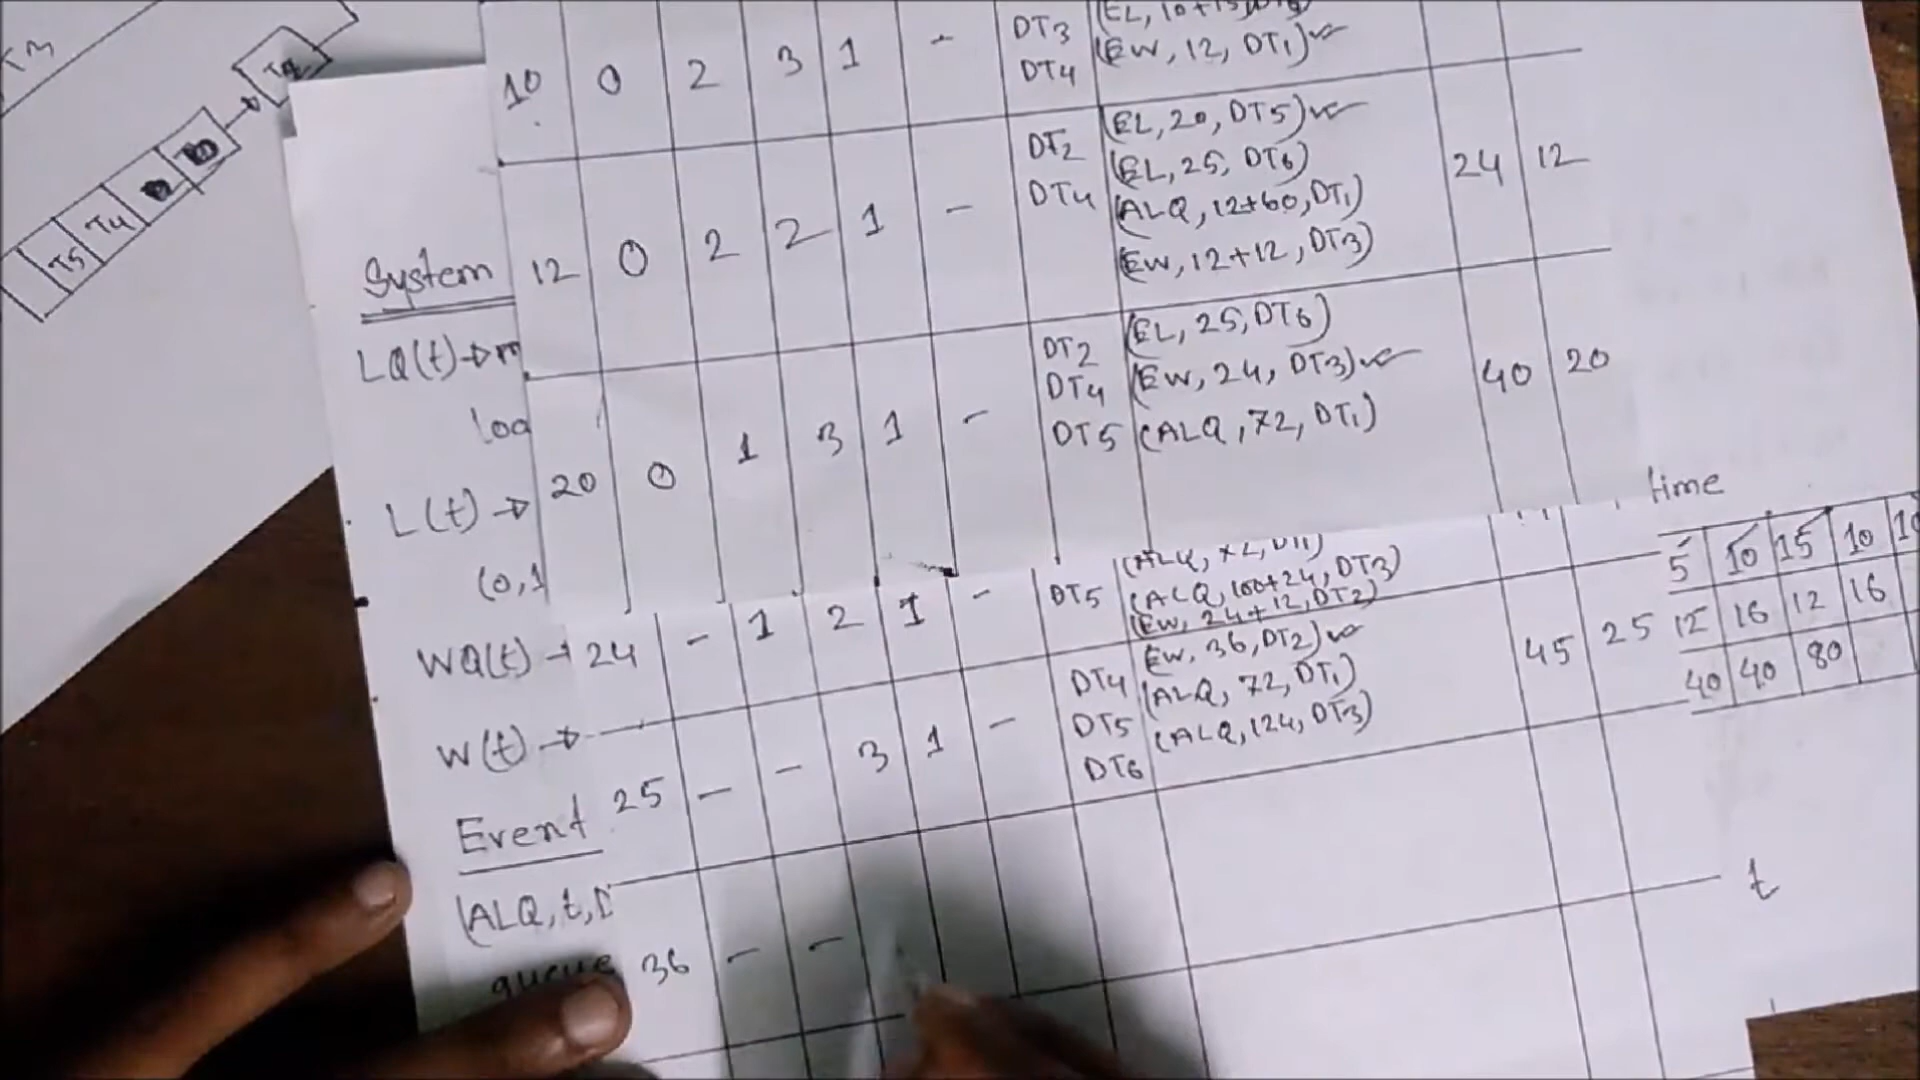 T3
T2
T4
T5
10 0 2 3 1 - DT3
DT4
(EL, 10+15, DT6)
(EW, 12, DT1)
12 0 2 2 1 - DT2
DT4
(EL, 20, DT5)
(EL, 25, DT6)
(ALQ, 12+60, DT1)
(EW, 12+12, DT3)
24 12
20 0 1 3 1 - DT2
DT4
DT5
(EL, 25, DT6)
(EW, 24, DT3)
(ALQ, 72, DT1)
40 20
24 - 1 2 1 - DT5
(ALQ, 72, DT1)
(ALQ, 100+24, DT3)
(EW, 24+12, DT2)
25 - - 3 1 - DT4
DT5
DT6
(EW, 36, DT2)
(ALQ, 72, DT1)
(ALQ, 124, DT3)
45 25
36 - -
System
LQ(t)→
loa
L(t)→
(0,1
WQ(t)→
W(t)→
Event
(ALQ, t, D
queue
time
5 10 15 10
12 16 12 16
40 40 80
t